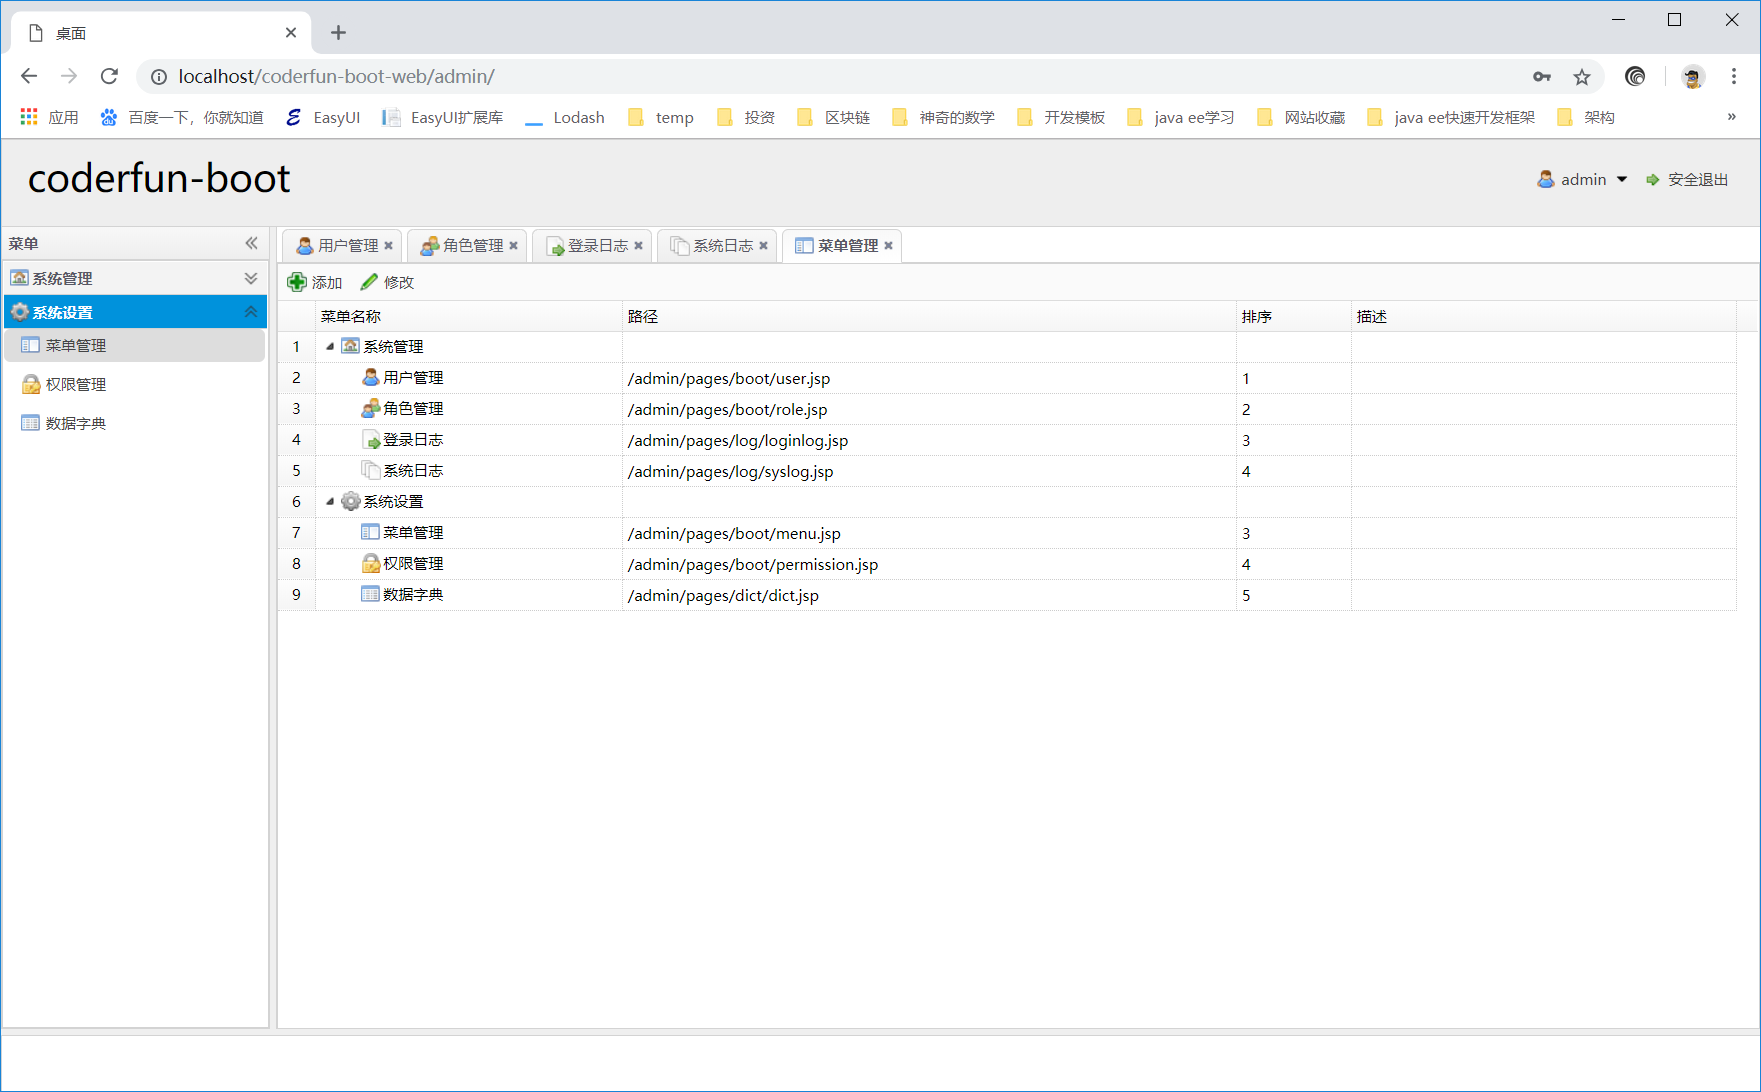 桌面
localhost/coderfun-boot-web/admin/
应用 百度一下，你就知道 EasyUI EasyUI扩展库 Lodash temp 投资 区块链 神奇的数学 开发模板 java ee学习 网站收藏 java ee快速开发框架 架构 »
coderfun-boot
admin 安全退出
菜单
系统管理
系统设置
菜单管理
权限管理
数据字典
用户管理 角色管理 登录日志 系统日志 菜单管理
添加 修改
菜单名称 路径 排序 描述
1 系统管理
2 用户管理 /admin/pages/boot/user.jsp 1
3 角色管理 /admin/pages/boot/role.jsp 2
4 登录日志 /admin/pages/log/loginlog.jsp 3
5 系统日志 /admin/pages/log/syslog.jsp 4
6 系统设置
7 菜单管理 /admin/pages/boot/menu.jsp 3
8 权限管理 /admin/pages/boot/permission.jsp 4
9 数据字典 /admin/pages/dict/dict.jsp 5